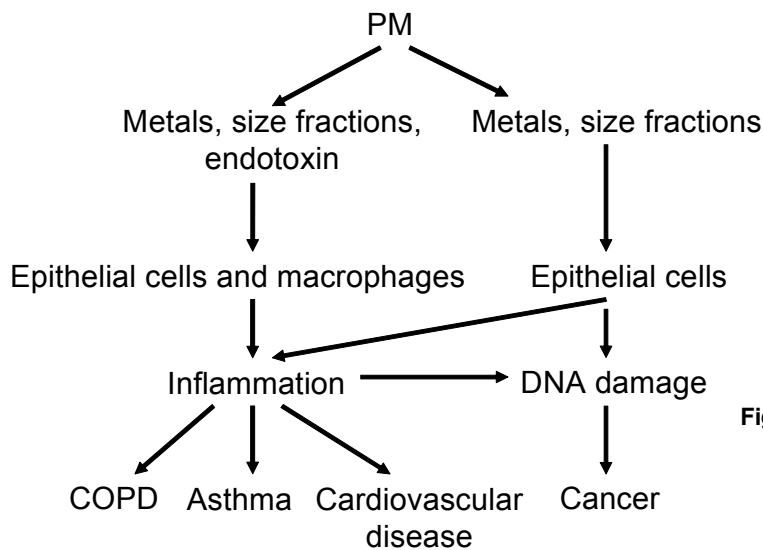 PM
Metals, size fractions,
endotoxin
Metals, size fractions
Epithelial cells and macrophages
Epithelial cells
Inflammation
DNA damage
COPD
Asthma
Cardiovascular
disease
Cancer